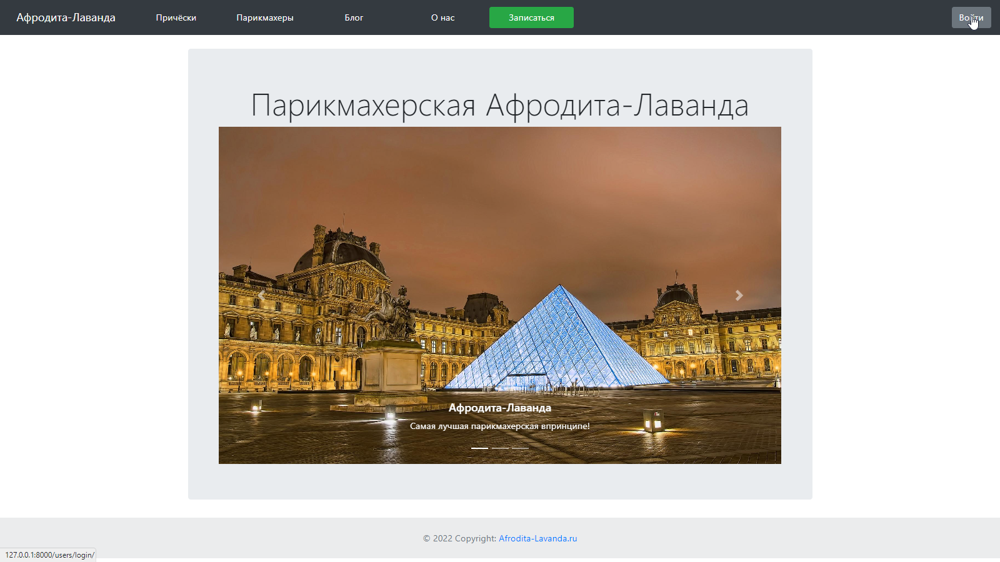 Афродита-Лаванда Причёски Парикмахеры Блог О нас Записаться Войти
Парикмахерская Афродита-Лаванда
Афродита-Лаванда
Самая лучшая парикмахерская впринципе!
© 2022 Copyright: Afrodita-Lavanda.ru
127.0.0.1:8000/users/login/